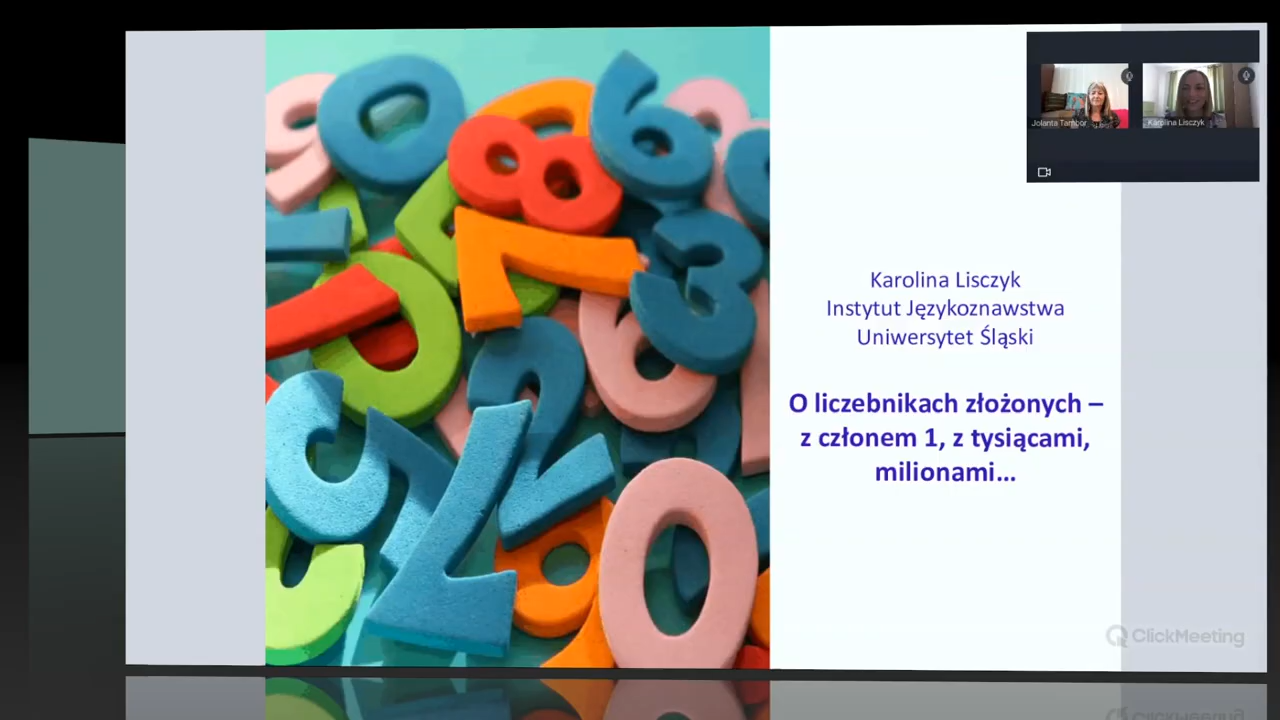 Jolanta Tambor
Karolina Lisczyk
Karolina Lisczyk
Instytut Językoznawstwa
Uniwersytet Śląski
O liczebnikach złożonych –
z członem 1, z tysiącami,
milionami...
ClickMeeting